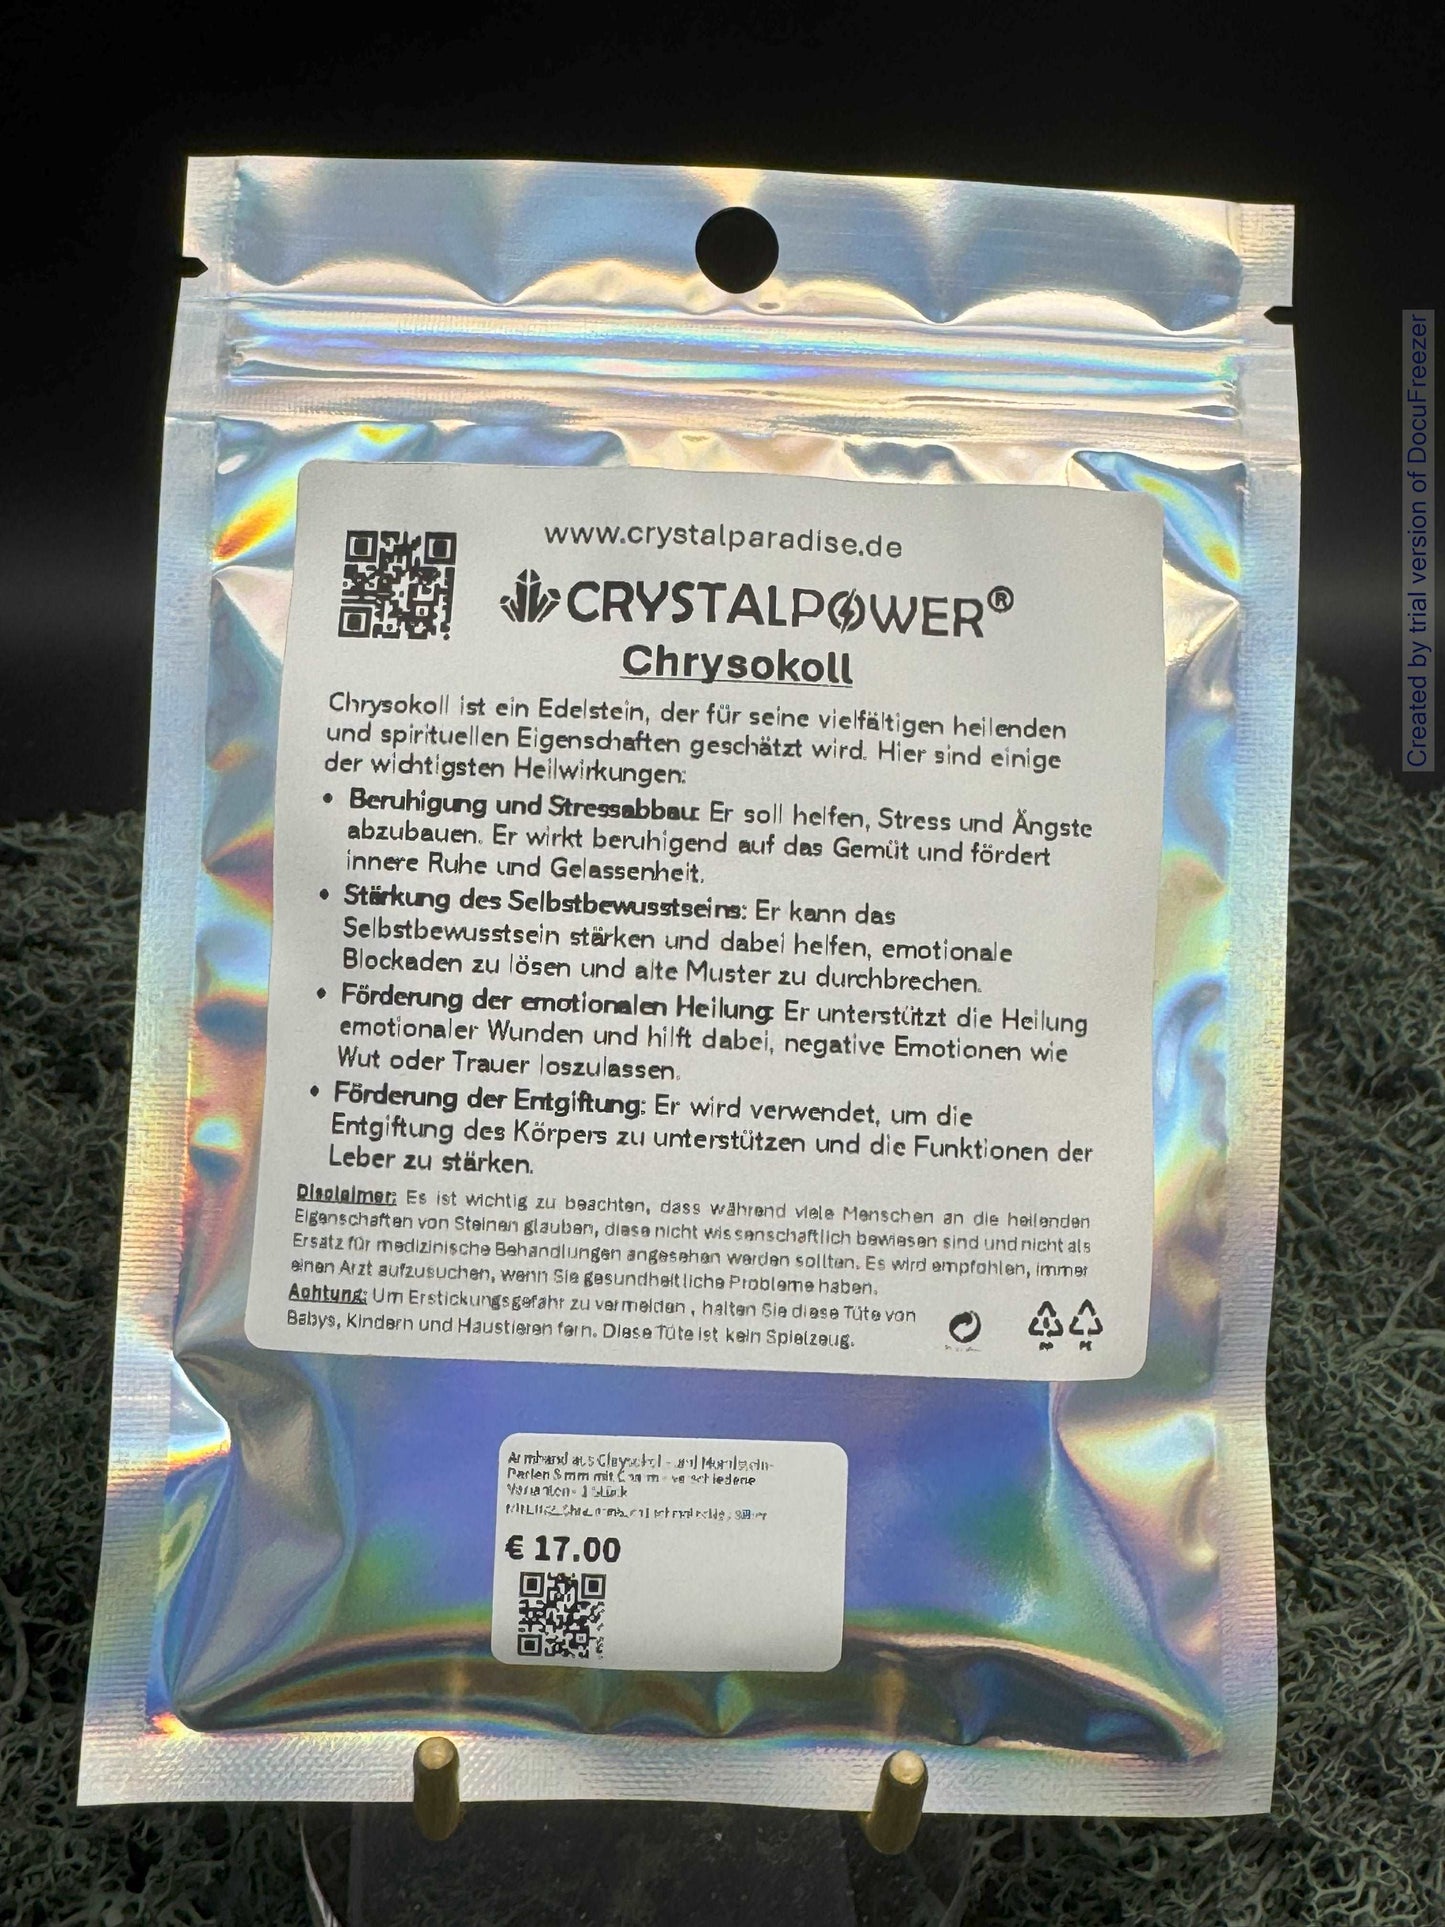 www.crystalparadise.de
CRYSTALPOWER®
Chrysokoll
Chrysokoll ist ein Edelstein, der für seine vielfältigen heilenden
und spirituellen Eigenschaften geschätzt wird. Hier sind einige
der wichtigsten Heilwirkungen:
• Beruhigung und Stressabbau: Er soll helfen, Stress und Ängste
abzubauen. Er wirkt beruhigend auf das Gemüt und fördert
innere Ruhe und Gelassenheit.
• Stärkung des Selbstbewusstseins: Er kann das
Selbstbewusstsein stärken und dabei helfen, emotionale
Blockaden zu lösen und alte Muster zu durchbrechen.
• Förderung der emotionalen Heilung: Er unterstützt die Heilung
emotionaler Wunden und hilft dabei, negative Emotionen wie
Wut oder Trauer loszulassen.
• Förderung der Entgiftung: Er wird verwendet, um die
Entgiftung des Körpers zu unterstützen und die Funktionen der
Leber zu stärken.
Disclaimer: Es ist wichtig zu beachten, dass während viele Menschen an die heilenden
Eigenschaften von Steinen glauben, diese nicht wissenschaftlich bewiesen sind und nicht als
Ersatz für medizinische Behandlungen angesehen werden sollten. Es wird empfohlen, immer
einen Arzt aufzusuchen, wenn Sie gesundheitliche Probleme haben.
Achtung: Um Erstickungsgefahr zu vermeiden, halten Sie diese Tüte von
Babys, Kindern und Haustieren fern. Diese Tüte ist kein Spielzeug.
Armband aus
Perlen 8mm mit verschiedene
Varianten - 1 Stück
€ 17.00
Created by trial version of DocuFreezer